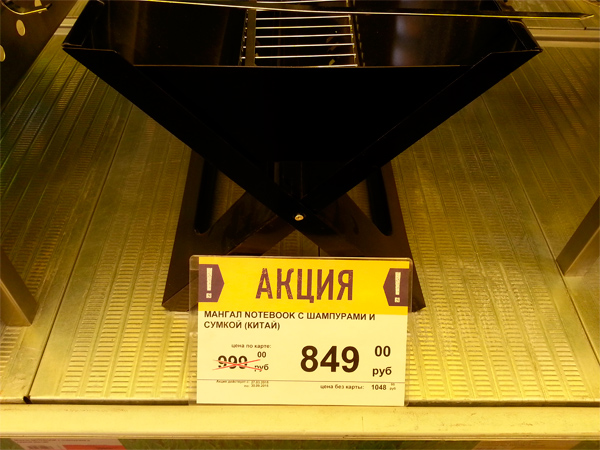 ! АКЦИЯ !
МАНГАЛ NOTEBOOK С ШАМПУРАМИ И
СУМКОЙ (КИТАЙ)
цена по карте:
999 00 руб
849 00 руб
цена без карты: 1048